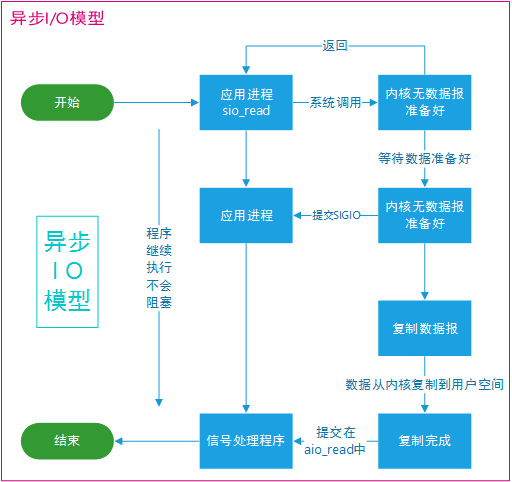 异步I/O模型
返回
开始
应用进程
sio_read
系统调用
内核无数据报
准备好
等待数据准备好
异步
I O
模型
程序
继续
执行
不会
阻塞
应用进程
提交SIGIO
内核无数据报
准备好
复制数据报
数据从内核复制到用户空间
结束
信号处理程序
提交在
aio_read中
复制完成